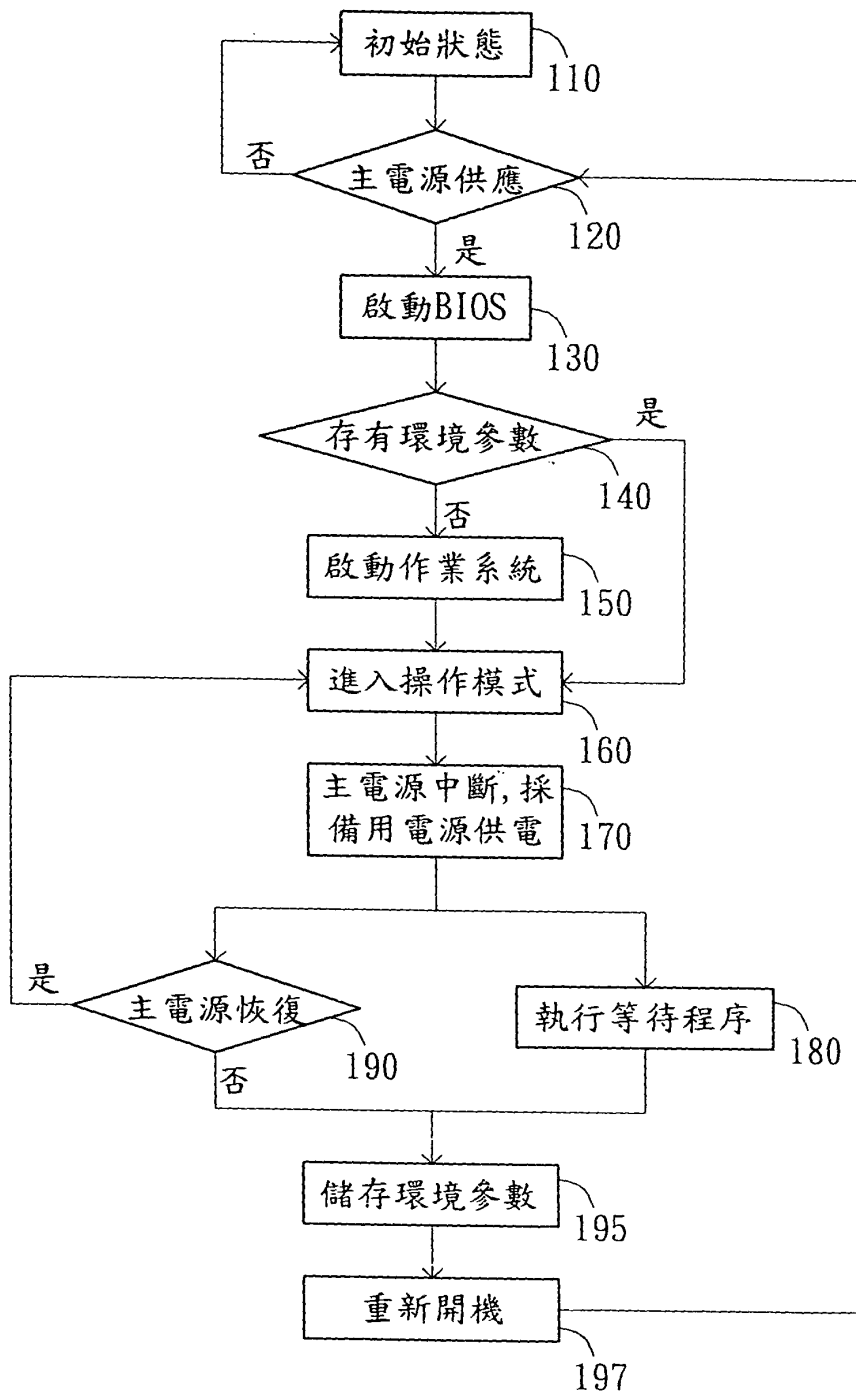 初始狀態
110
否
主電源供應
120
是
啟動BIOS
130
是
存有環境參數
140
否
啟動作業系統
150
進入操作模式
160
主電源中斷,採
備用電源供電
170
是
主電源恢復
190
執行等待程序
180
否
儲存環境參數
195
重新開機
197